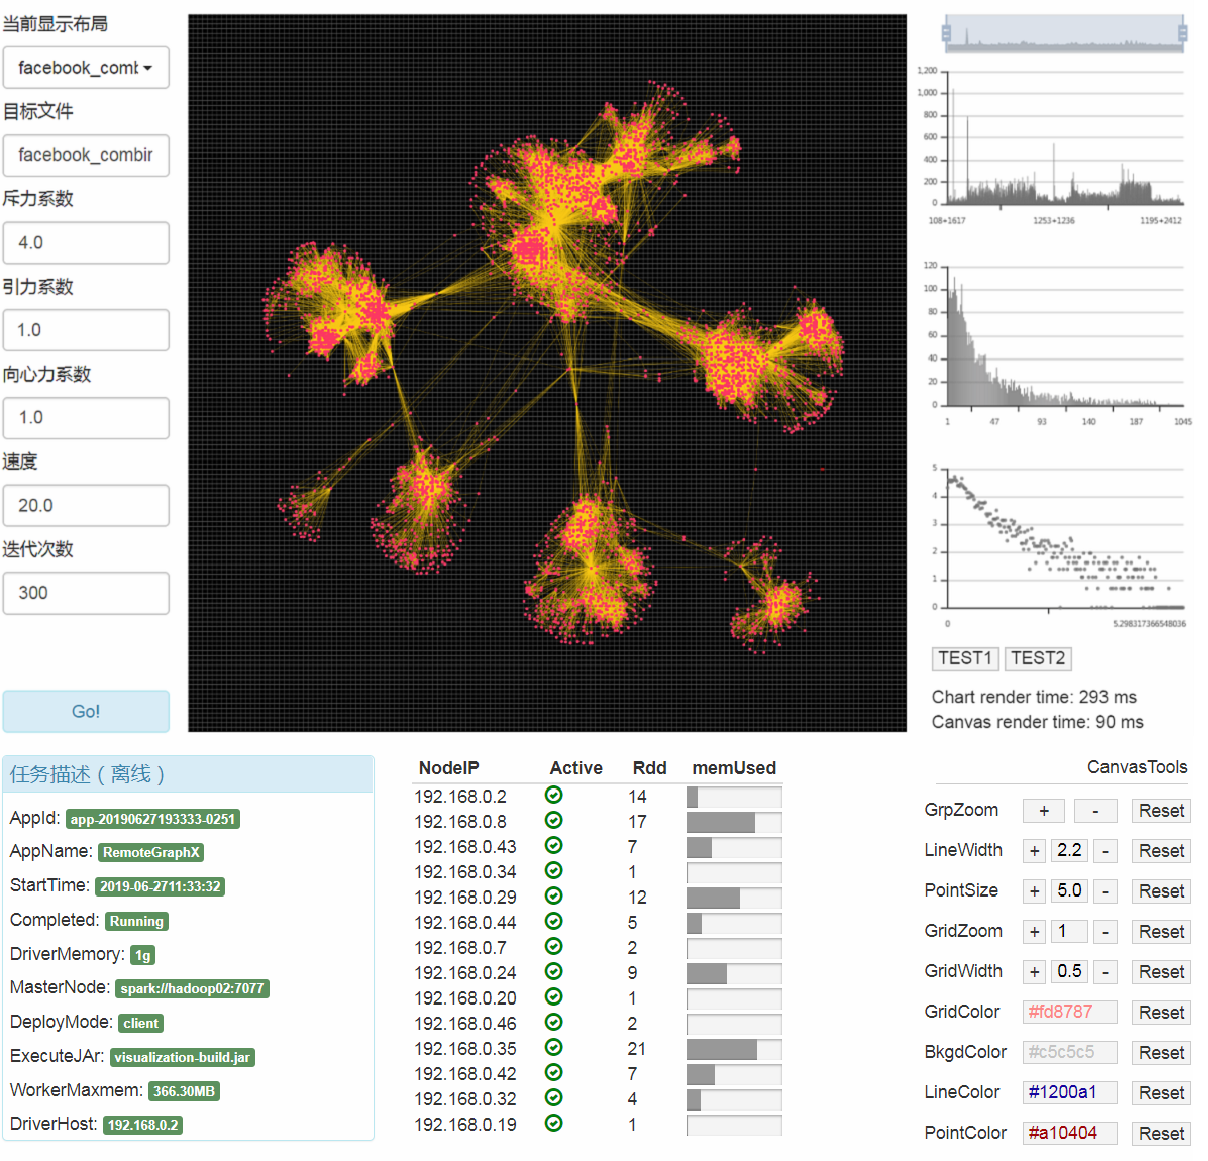 当前显示布局
facebook_comb
目标文件
facebook_combir
斥力系数
4.0
引力系数
1.0
向心力系数
1.0
速度
20.0
迭代次数
300
Go!
1,200
1,000
800
600
400
200
0
108+1617 1253+1236 1195+2412
120
100
80
60
40
20
0
1 47 93 140 187 1045
5
4
3
2
1
0
0 5.298317366548036
TEST1 TEST2
Chart render time: 293 ms
Canvas render time: 90 ms
任务描述（离线）
AppId: app-20190627193333-0251
AppName: RemoteGraphX
StartTime: 2019-06-2711:33:32
Completed: Running
DriverMemory: 1g
MasterNode: spark://hadoop02:7077
DeployMode: client
ExecuteJAr: visualization-build.jar
WorkerMaxmem: 366.30MB
DriverHost: 192.168.0.2
NodeIP Active Rdd memUsed
192.168.0.2 14
192.168.0.8 17
192.168.0.43 7
192.168.0.34 1
192.168.0.29 12
192.168.0.44 5
192.168.0.7 2
192.168.0.24 9
192.168.0.20 1
192.168.0.46 2
192.168.0.35 21
192.168.0.42 7
192.168.0.32 4
192.168.0.19 1
CanvasTools
GrpZoom + - Reset
LineWidth + 2.2 - Reset
PointSize + 5.0 - Reset
GridZoom + 1 - Reset
GridWidth + 0.5 - Reset
GridColor #fd8787 Reset
BkgdColor #c5c5c5 Reset
LineColor #1200a1 Reset
PointColor #a10404 Reset